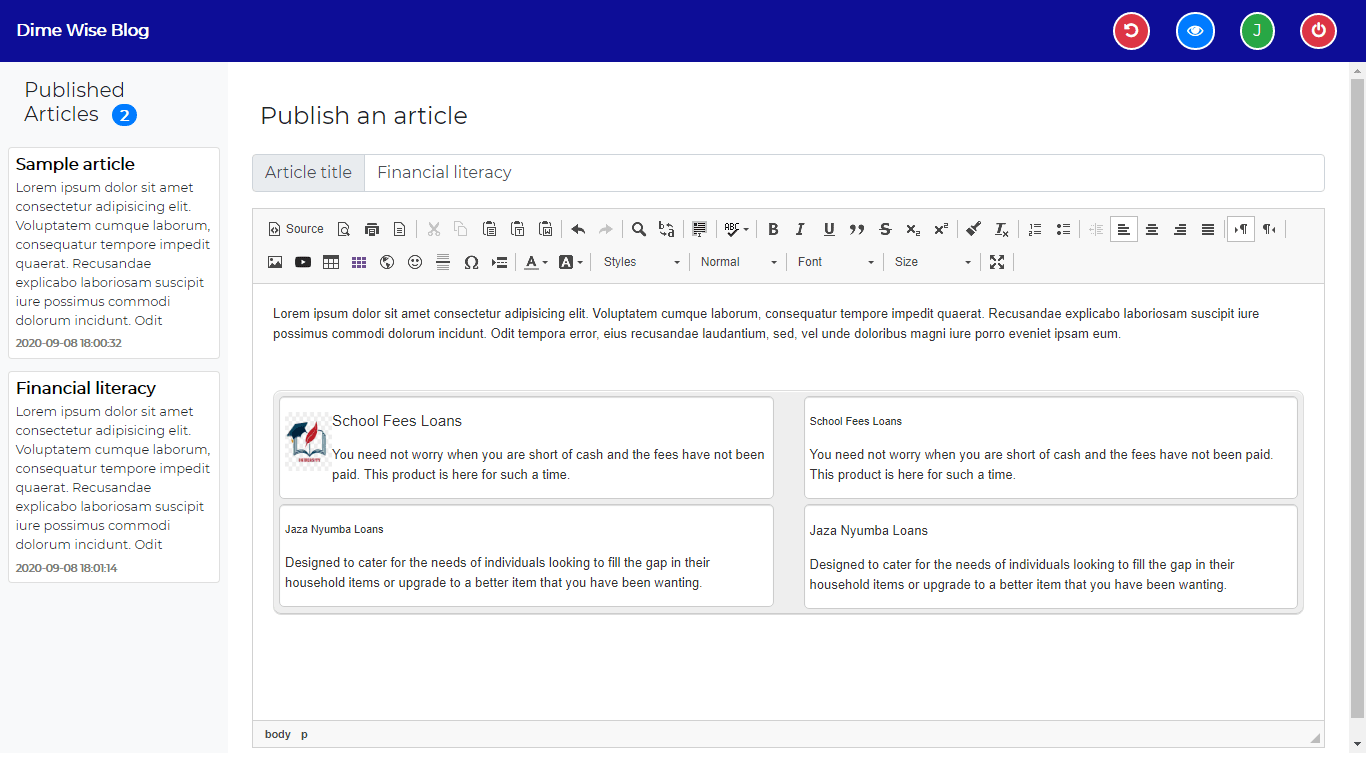 Dime Wise Blog
J
Published
Articles 2
Sample article
Lorem ipsum dolor sit amet
consectetur adipisicing elit.
Voluptatem cumque laborum,
consequatur tempore impedit
quaerat. Recusandae
explicabo laboriosam suscipit
iure possimus commodi
dolorum incidunt. Odit
2020-09-08 18:00:32
Financial literacy
Lorem ipsum dolor sit amet
consectetur adipisicing elit.
Voluptatem cumque laborum,
consequatur tempore impedit
quaerat. Recusandae
explicabo laboriosam suscipit
iure possimus commodi
dolorum incidunt. Odit
2020-09-08 18:01:14
Publish an article
Article title Financial literacy
Source
Styles Normal Font Size
Lorem ipsum dolor sit amet consectetur adipisicing elit. Voluptatem cumque laborum, consequatur tempore impedit quaerat. Recusandae explicabo laboriosam suscipit iure
possimus commodi dolorum incidunt. Odit tempora error, eius recusandae laudantium, sed, vel unde doloribus magni iure porro eveniet ipsam eum.
School Fees Loans
You need not worry when you are short of cash and the fees have not been
paid. This product is here for such a time.
School Fees Loans
You need not worry when you are short of cash and the fees have not been paid.
This product is here for such a time.
Jaza Nyumba Loans
Designed to cater for the needs of individuals looking to fill the gap in their
household items or upgrade to a better item that you have been wanting.
Jaza Nyumba Loans
Designed to cater for the needs of individuals looking to fill the gap in their
household items or upgrade to a better item that you have been wanting.
body p